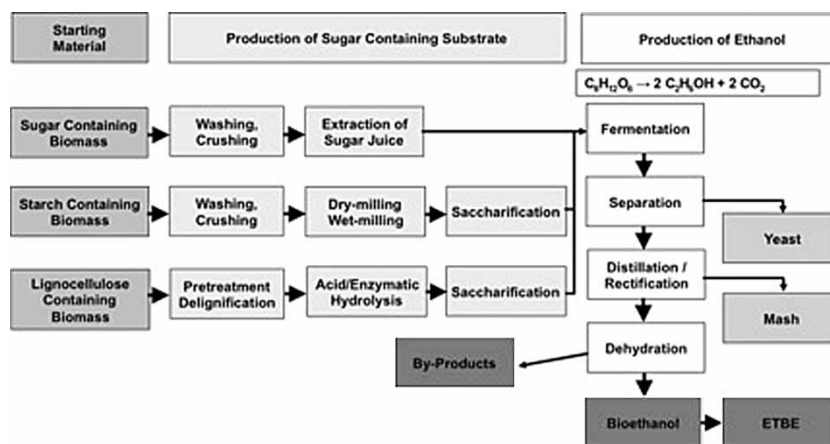 Starting
Material
Production of Sugar Containing Substrate
Production of Ethanol
C₆H₁₂O₆ → 2 C₂H₅OH + 2 CO₂
Sugar Containing
Biomass
Washing,
Crushing
Extraction of
Sugar Juice
Fermentation
Starch Containing
Biomass
Washing,
Crushing
Dry-milling
Wet-milling
Saccharification
Separation
Yeast
Lignocellulose
Containing
Biomass
Pretreatment
Delignification
Acid/Enzymatic
Hydrolysis
Saccharification
Distillation /
Rectification
Mash
Dehydration
By-Products
Bioethanol
ETBE